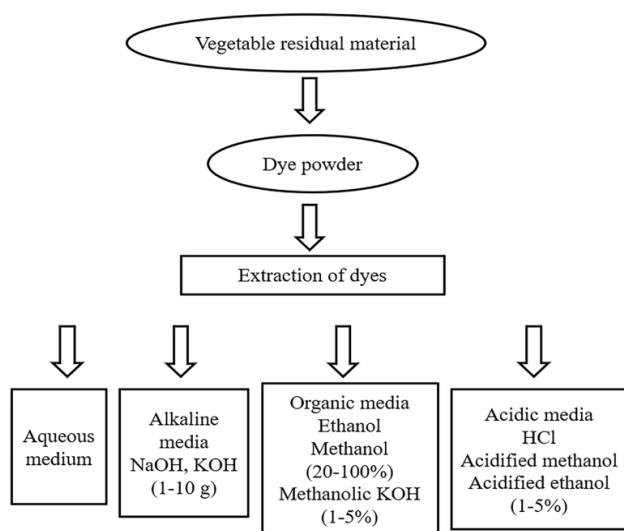 Vegetable residual material
Dye powder
Extraction of dyes
Aqueous
medium
Alkaline
media
NaOH, KOH
(1-10 g)
Organic media
Ethanol
Methanol
(20-100%)
Methanolic KOH
(1-5%)
Acidic media
HCl
Acidified methanol
Acidified ethanol
(1-5%)